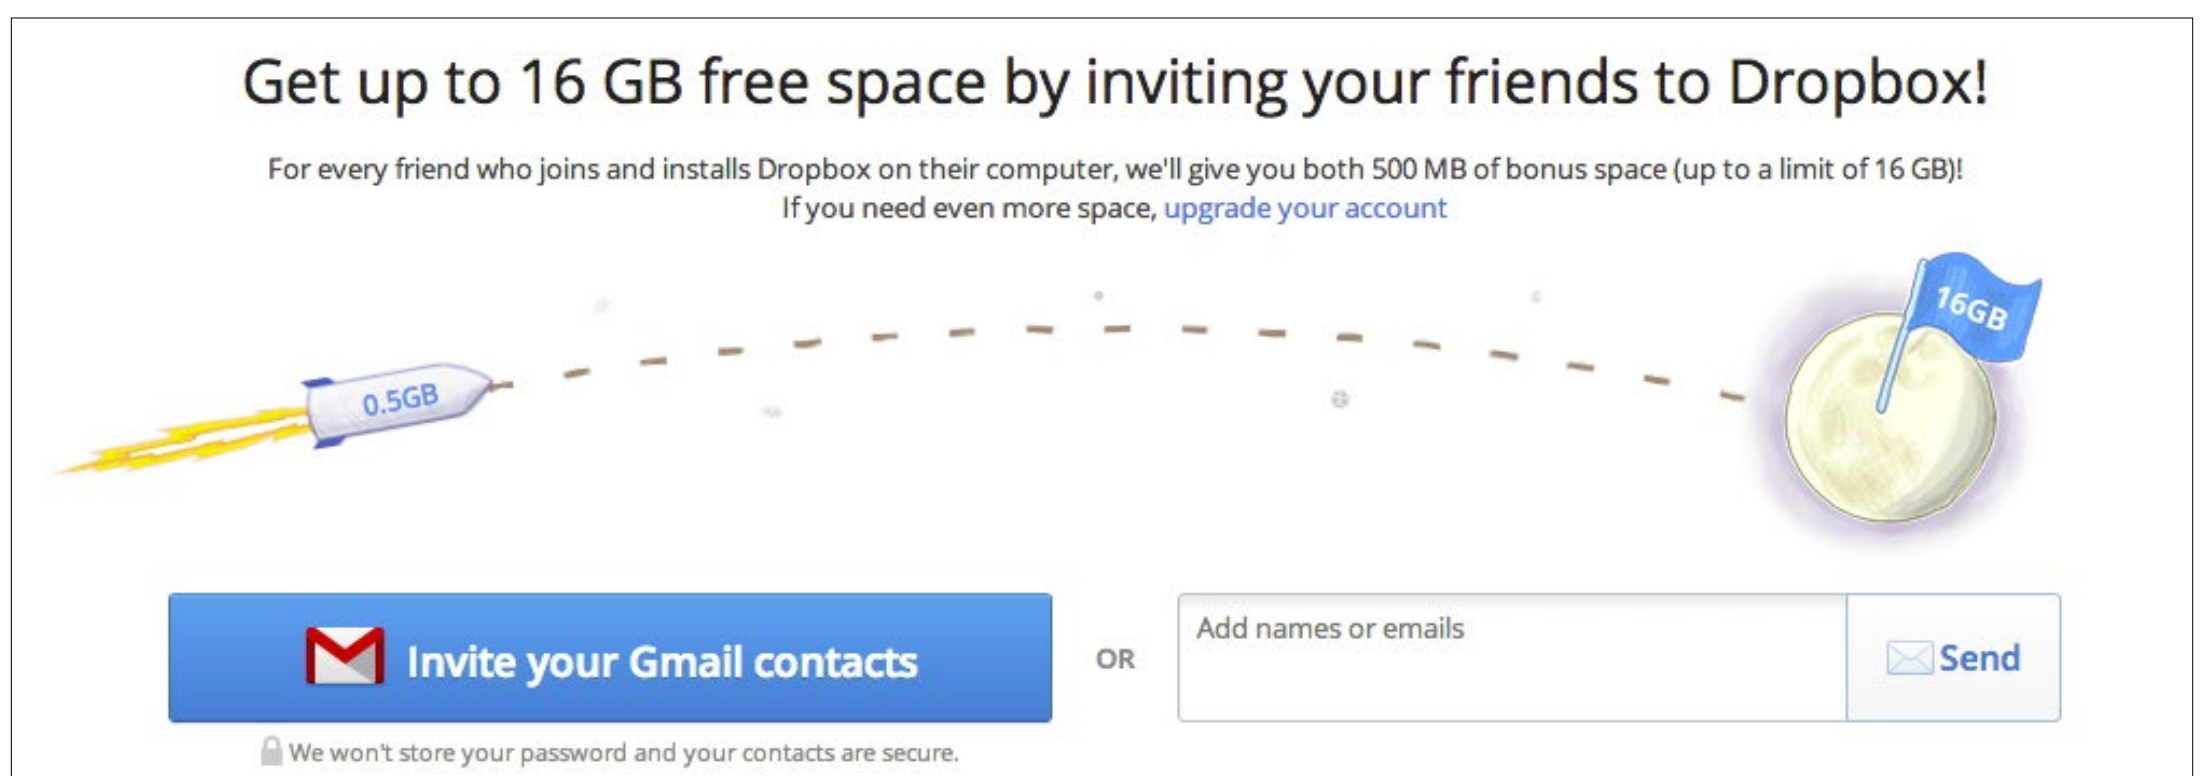 Get up to 16 GB free space by inviting your friends to Dropbox!
For every friend who joins and installs Dropbox on their computer, we'll give you both 500 MB of bonus space (up to a limit of 16 GB)!
If you need even more space, upgrade your account
16GB
0.5GB
Invite your Gmail contacts
OR
Add names or emails
Send
We won't store your password and your contacts are secure.